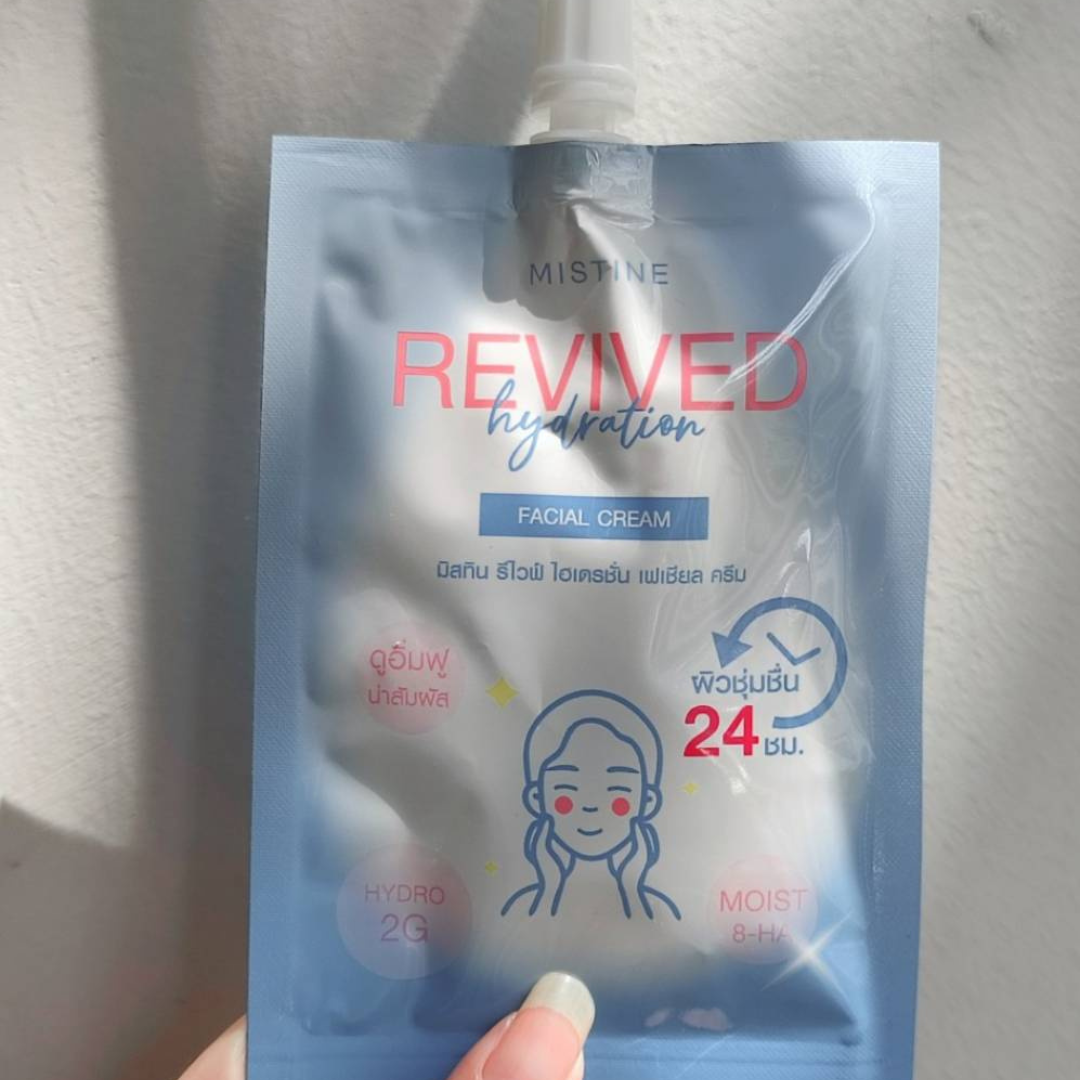 MISTINE
REVIVED
hydration
FACIAL CREAM
มิสทิน รีไวฟ์ ไฮเดรชั่น เฟเชียล ครีม
ดูอิ่มฟู
น่าสัมผัส
ผิวชุ่มชื่น
24 ชม.
HYDRO
2G
MOIST
8-HA